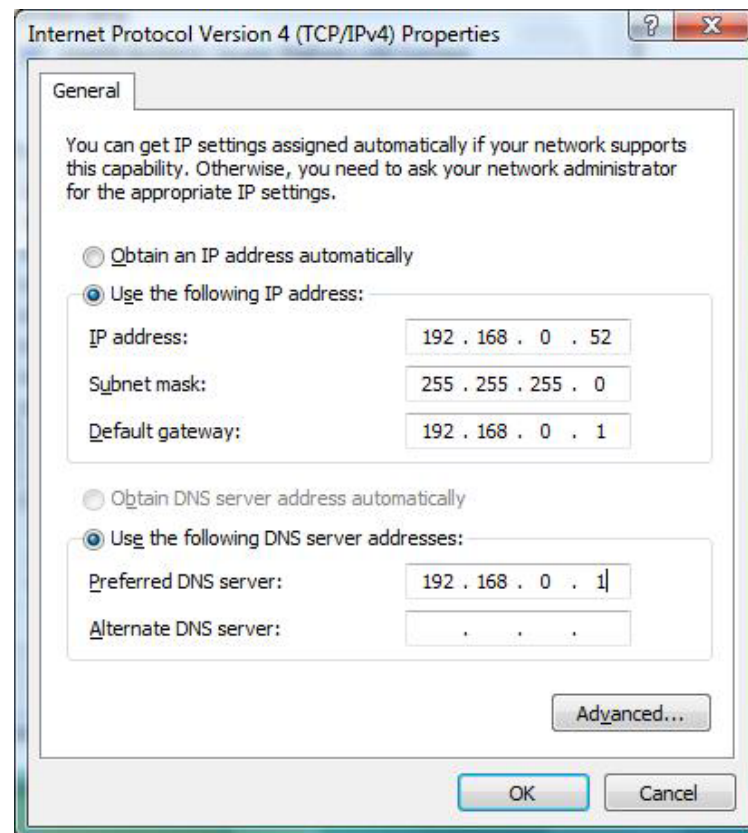 Internet Protocol Version 4 (TCP/IPv4) Properties
General
You can get IP settings assigned automatically if your network supports
this capability. Otherwise, you need to ask your network administrator
for the appropriate IP settings.
Obtain an IP address automatically
Use the following IP address:
IP address: 192 . 168 . 0 . 52
Subnet mask: 255 . 255 . 255 . 0
Default gateway: 192 . 168 . 0 . 1
Obtain DNS server address automatically
Use the following DNS server addresses:
Preferred DNS server: 192 . 168 . 0 . 1
Alternate DNS server: . . .
Advanced...
OK Cancel